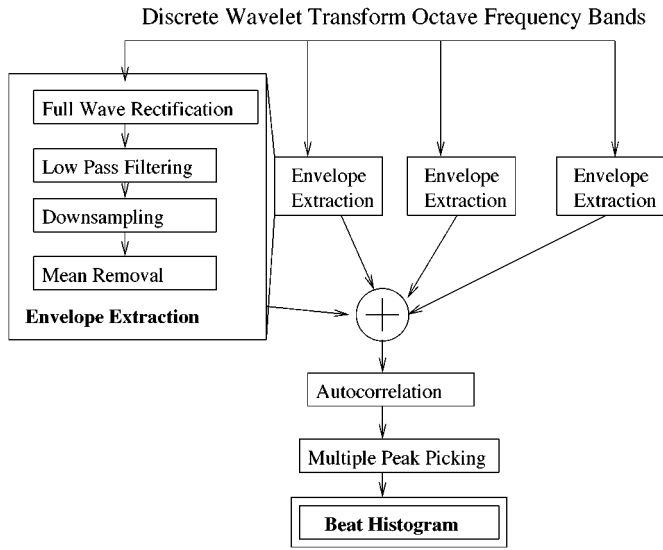 Discrete Wavelet Transform Octave Frequency Bands
Full Wave Rectification
Low Pass Filtering
Downsampling
Mean Removal
Envelope Extraction
Envelope
Extraction
Envelope
Extraction
Envelope
Extraction
Autocorrelation
Multiple Peak Picking
Beat Histogram